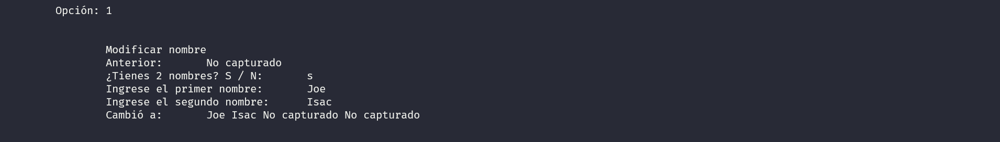 Opción: 1
Modificar nombre
Anterior: No capturado
¿Tienes 2 nombres? S / N: s
Ingrese el primer nombre: Joe
Ingrese el segundo nombre: Isac
Cambió a: Joe Isac No capturado No capturado